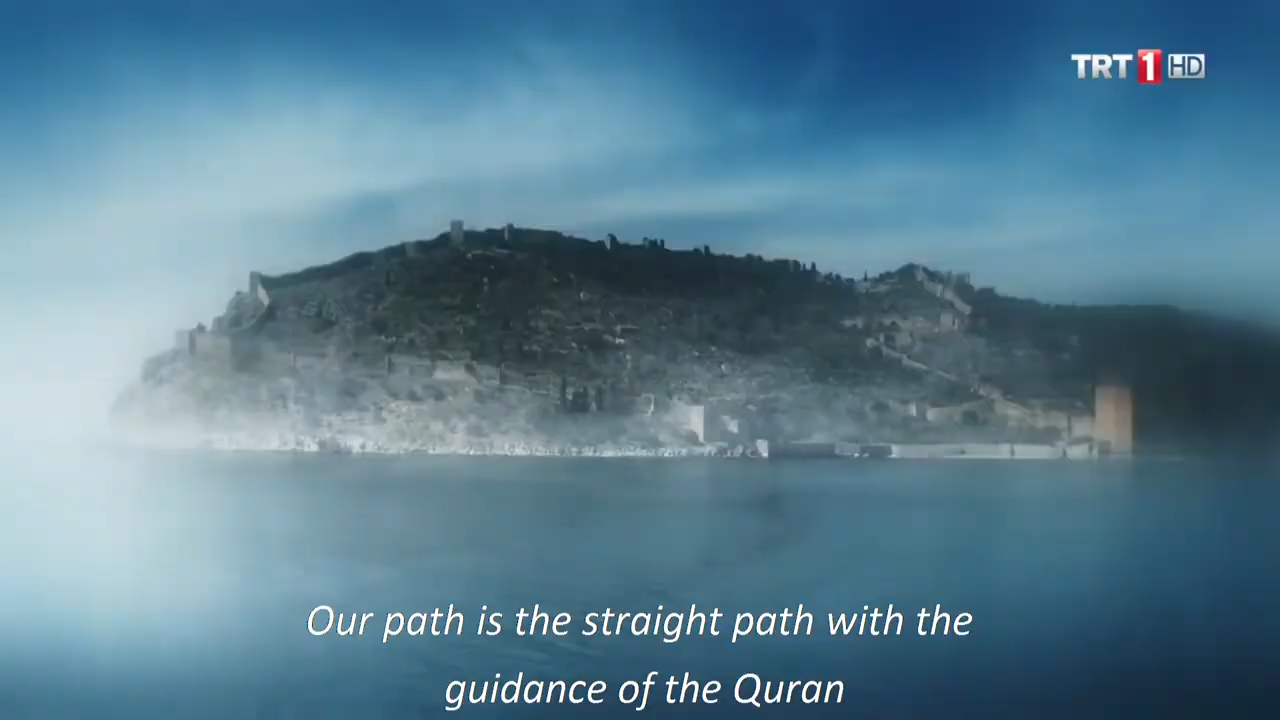 TRT 1 HD
Our path is the straight path with the
guidance of the Quran